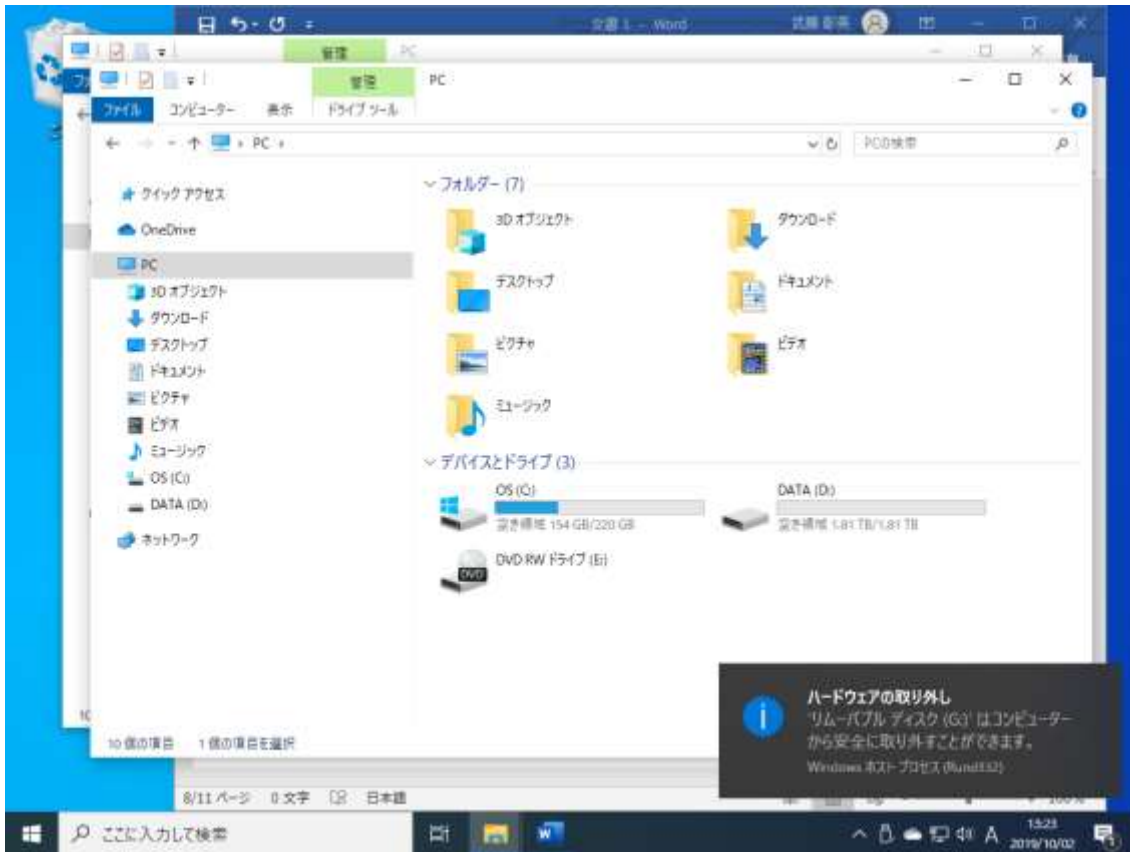 文書 1 - Word
管理
PC
管理
PC
ファイル コンピューター 表示 ドライブ ツール
PC
PCの検索
クイック アクセス
OneDrive
PC
3D オブジェクト
ダウンロード
デスクトップ
ドキュメント
ピクチャ
ビデオ
ミュージック
OS (C:)
DATA (D:)
ネットワーク
フォルダー (7)
3D オブジェクト
ダウンロード
デスクトップ
ドキュメント
ピクチャ
ビデオ
ミュージック
デバイスとドライブ (3)
OS (C:)
空き領域 154 GB/220 GB
DATA (D:)
空き領域 1.81 TB/1.81 TB
DVD RW ドライブ (E:)
DVD
10 個の項目 1 個の項目を選択
ハードウェアの取り外し
'リムーバブル ディスク (G:)' はコンピューター
から安全に取り外すことができます。
Windows ホスト プロセス (Rundll32)
8/11 ページ 0 文字 日本語
100%
ここに入力して検索
A
13:23
2019/10/02